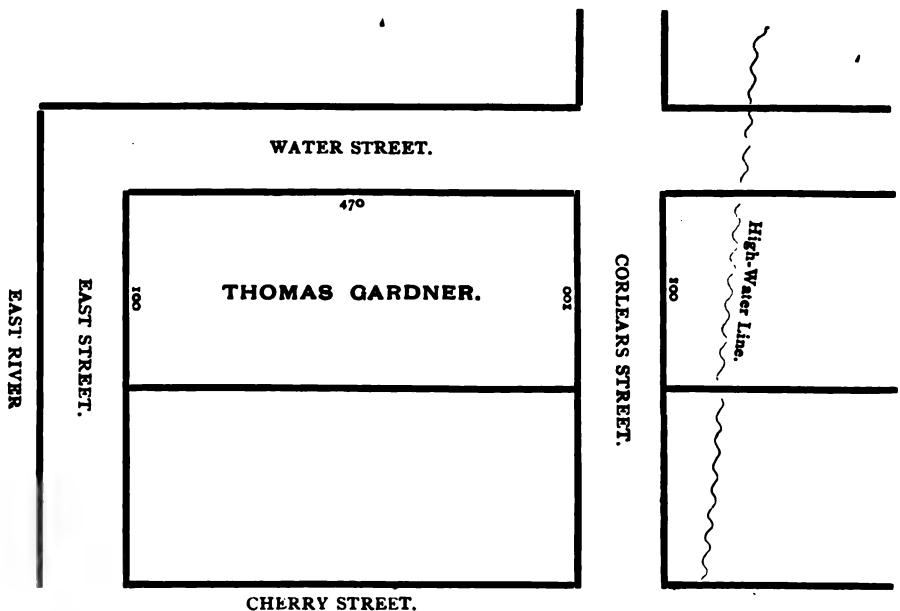 WATER STREET.
470
THOMAS GARDNER.
100
100
100
EAST RIVER
EAST STREET.
CORLEARS STREET.
High-Water Line.
CHERRY STREET.